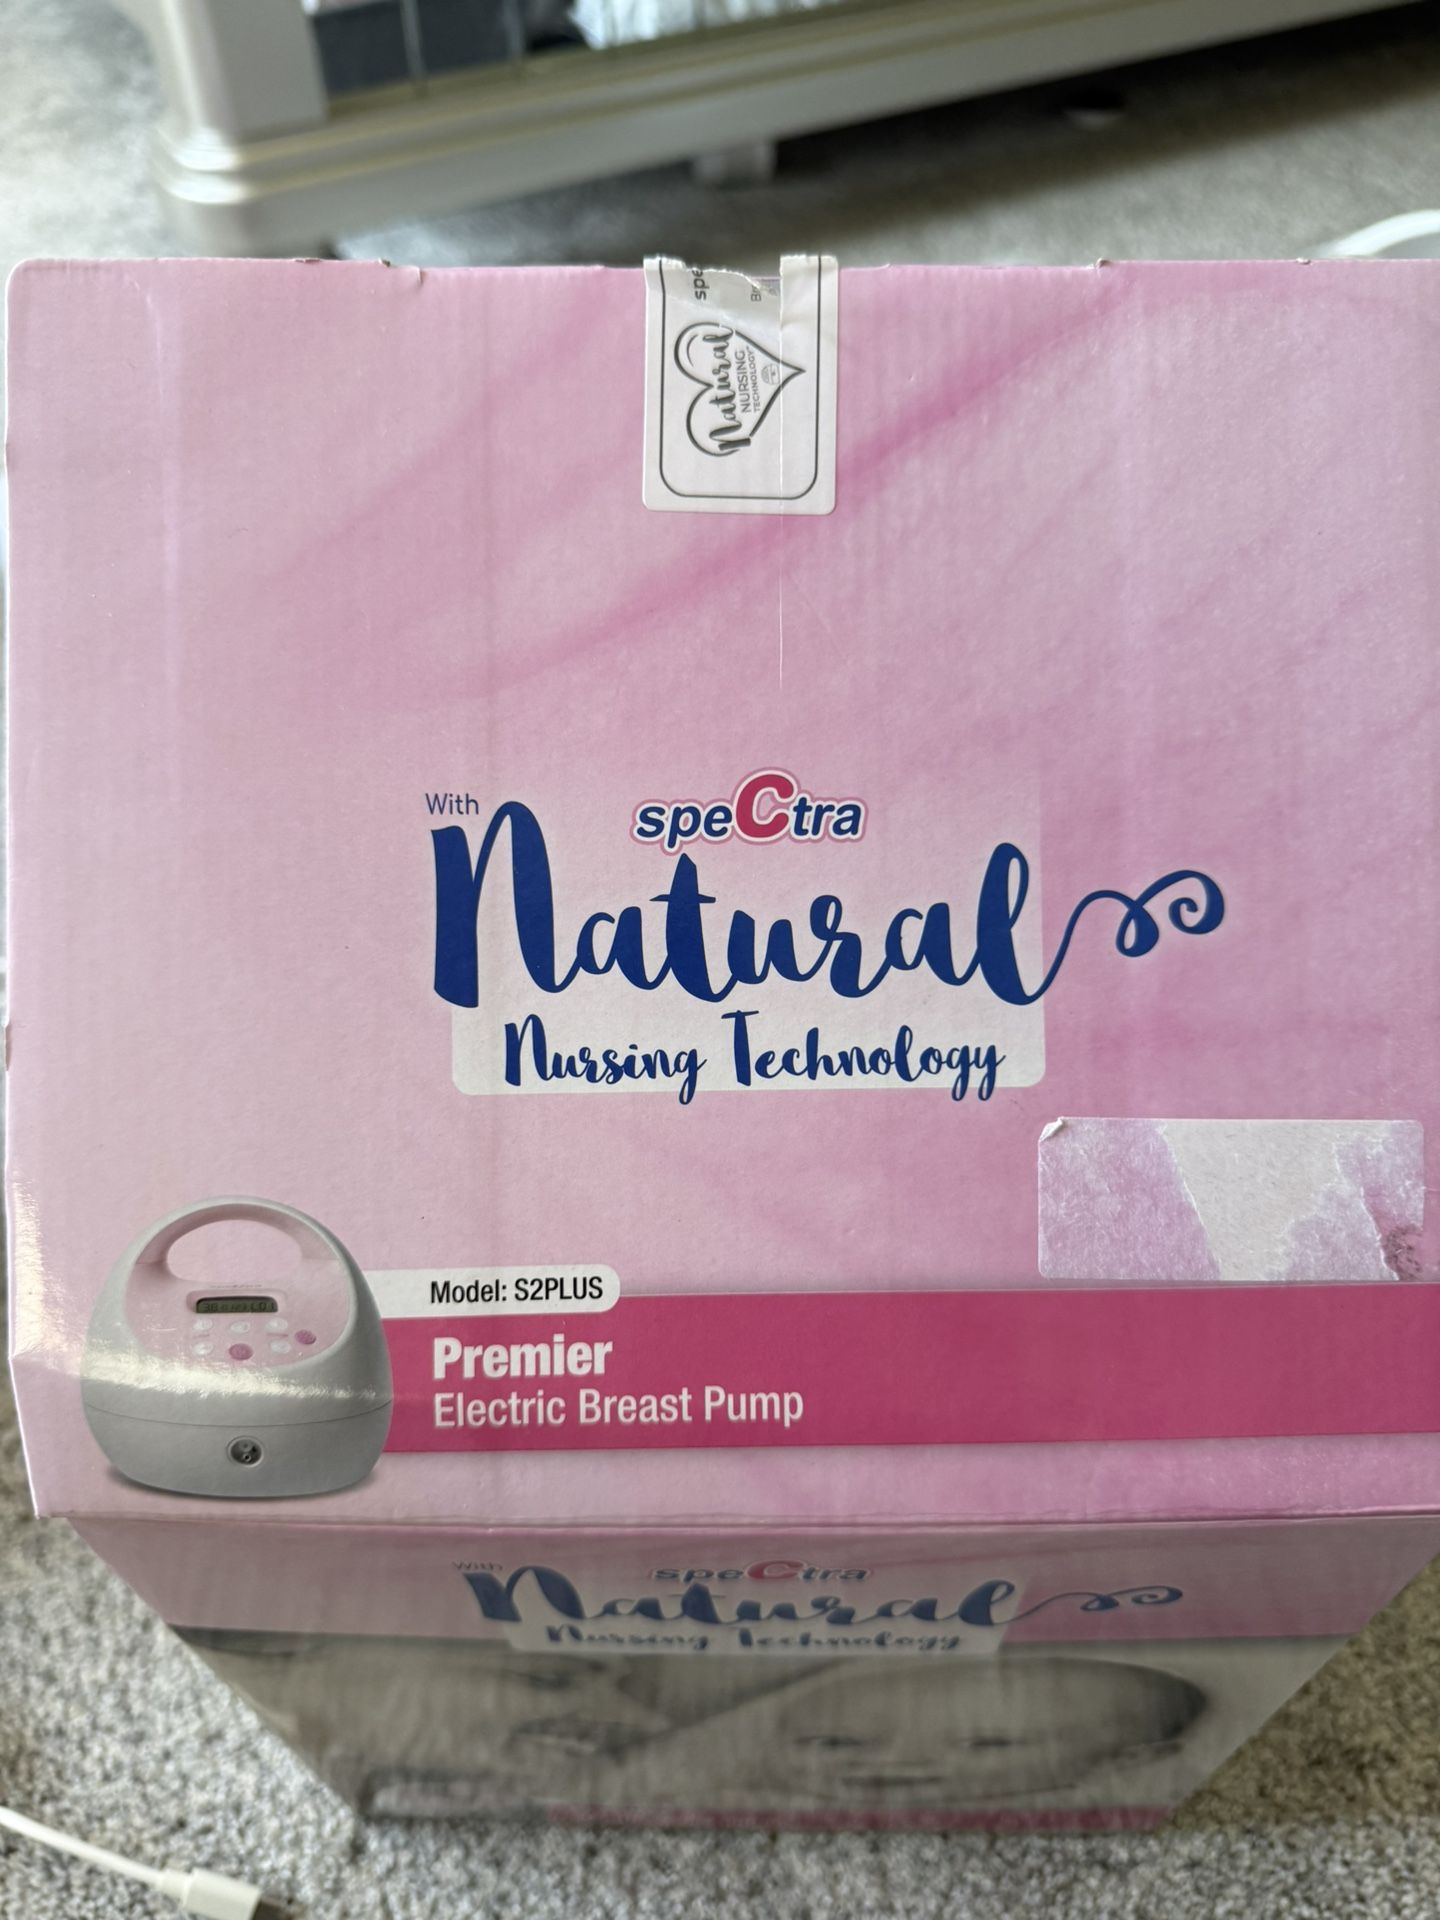 spe
Natural
NURSING
TECHNOLOGY
With
speCtra
Natural
Nursing Technology
Model: S2PLUS
Premier
Electric Breast Pump
With
speCtra
Natural
Nursing Technology